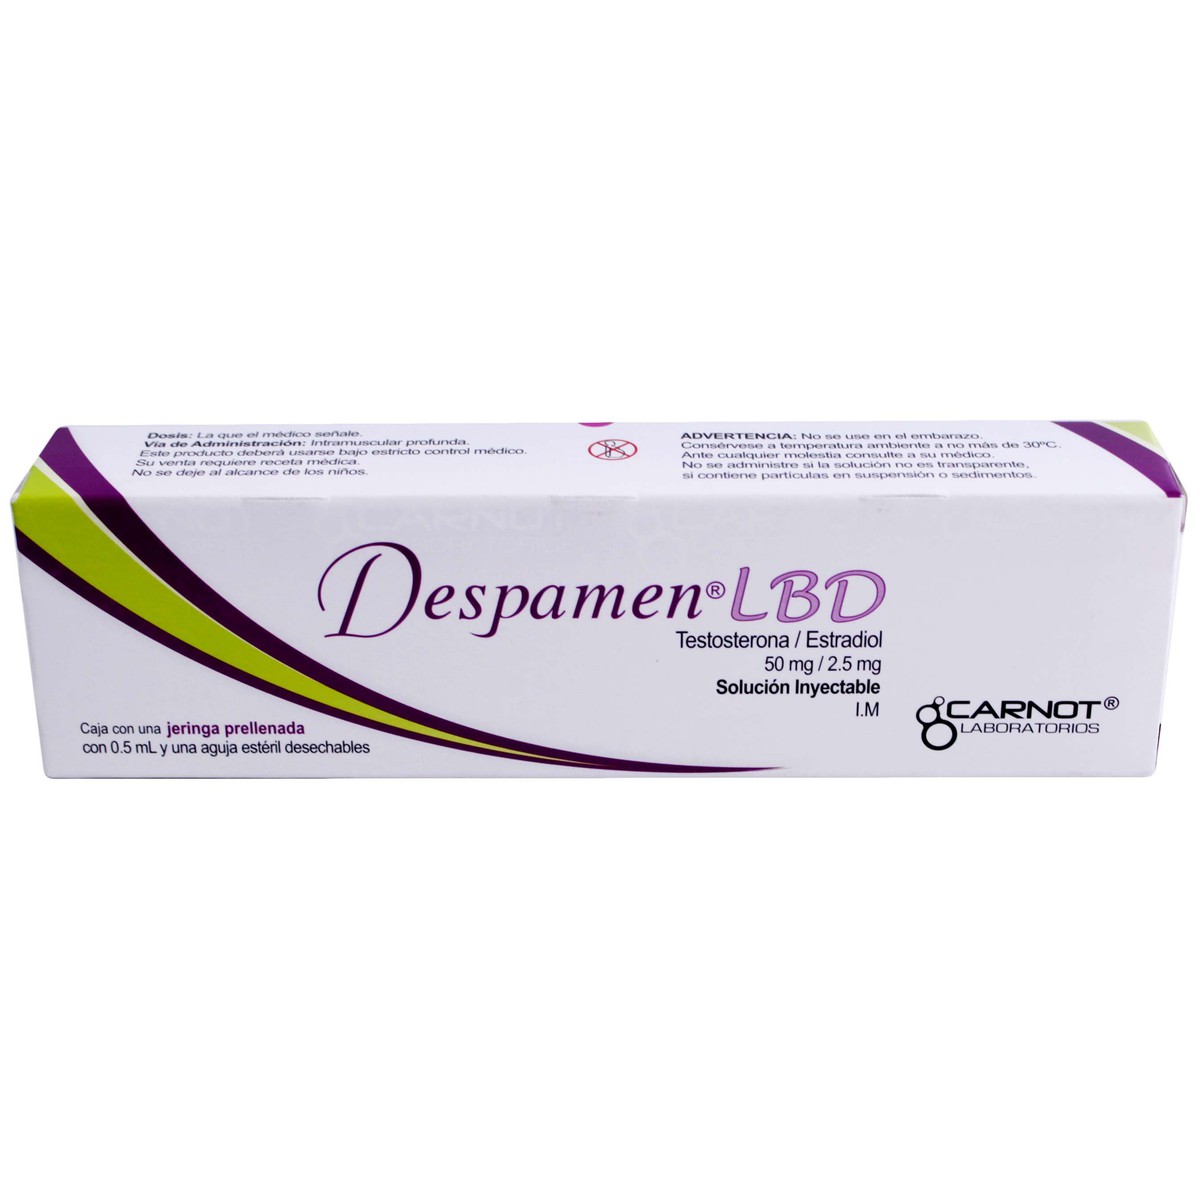 Dosis: La que el médico señale.
Vía de Administración: Intramuscular profunda.
Este producto deberá usarse bajo estricto control médico.
Su venta requiere receta médica.
No se deje al alcance de los niños.
ADVERTENCIA: No se use en el embarazo.
Consérvese a temperatura ambiente a no más de 30ºC.
Ante cualquier molestia consulte a su médico.
No se administre si la solución no es transparente,
si contiene partículas en suspensión o sedimentos.
CARNOT
Despamen® LBD
Testosterona / Estradiol
50 mg / 2.5 mg
Solución Inyectable
I.M
Caja con una jeringa prellenada
con 0.5 mL y una aguja estéril desechables
CARNOT®
LABORATORIOS